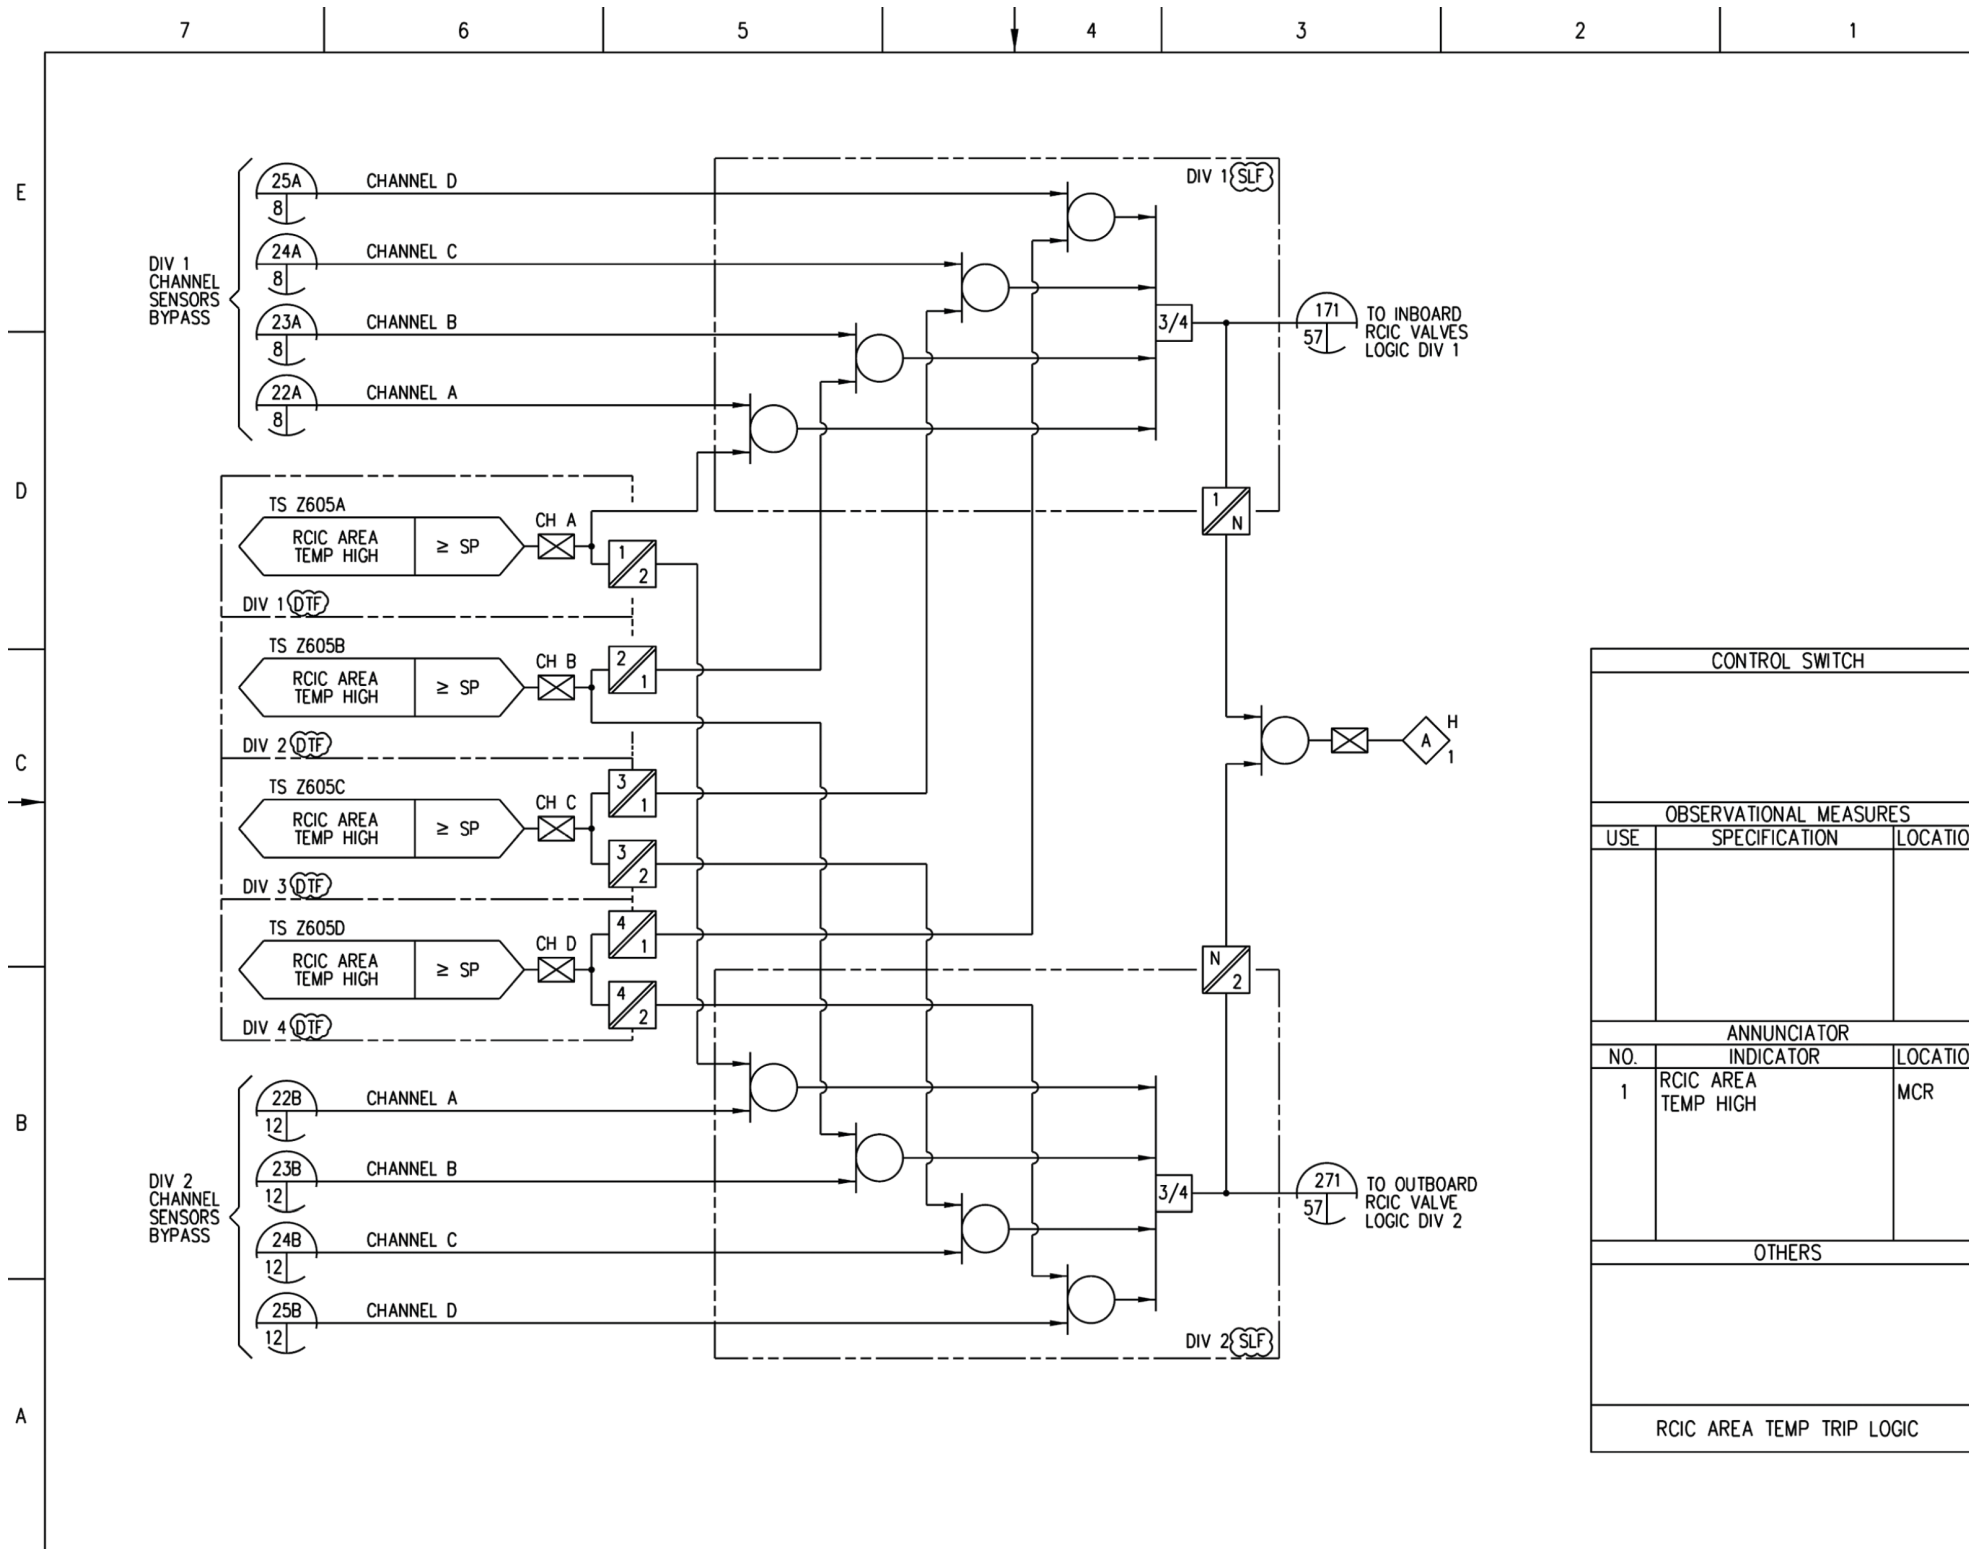 7 6 5 4 3 2 1
E
D
C
B
A
DIV 1
CHANNEL
SENSORS
BYPASS
25A
8
CHANNEL D
24A
8
CHANNEL C
23A
8
CHANNEL B
22A
8
CHANNEL A
DIV 1 SLF
3/4
171
57
TO INBOARD
RCIC VALVES
LOGIC DIV 1
1
N
TS Z605A
RCIC AREA
TEMP HIGH
≥ SP
CH A
1
2
DIV 1 DTF
TS Z605B
RCIC AREA
TEMP HIGH
≥ SP
CH B
2
1
DIV 2 DTF
TS Z605C
RCIC AREA
TEMP HIGH
≥ SP
CH C
3
1
3
2
DIV 3 DTF
TS Z605D
RCIC AREA
TEMP HIGH
≥ SP
CH D
4
1
4
2
DIV 4 DTF
A
H
1
N
2
DIV 2
CHANNEL
SENSORS
BYPASS
22B
12
CHANNEL A
23B
12
CHANNEL B
24B
12
CHANNEL C
25B
12
CHANNEL D
3/4
271
57
TO OUTBOARD
RCIC VALVE
LOGIC DIV 2
DIV 2 SLF
CONTROL SWITCH
OBSERVATIONAL MEASURES
USE SPECIFICATION LOCATIO
ANNUNCIATOR
NO. INDICATOR LOCATIO
1 RCIC AREA
TEMP HIGH
MCR
OTHERS
RCIC AREA TEMP TRIP LOGIC